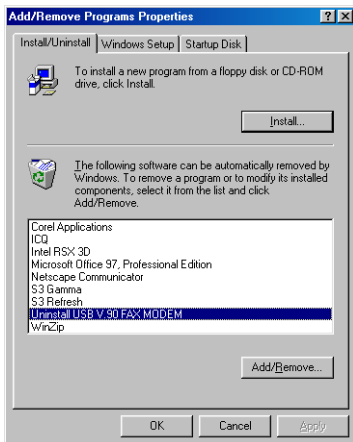 Add/Remove Programs Properties
Install/Uninstall Windows Setup Startup Disk
To install a new program from a floppy disk or CD-ROM
drive, click Install.
Install...
The following software can be automatically removed by
Windows. To remove a program or to modify its installed
components, select it from the list and click
Add/Remove.
Corel Applications
ICQ
Intel RSX 3D
Microsoft Office 97, Professional Edition
Netscape Communicator
S3 Gamma
S3 Refresh
Uninstall USB V.90 FAX MODEM
WinZip
Add/Remove...
OK Cancel Apply